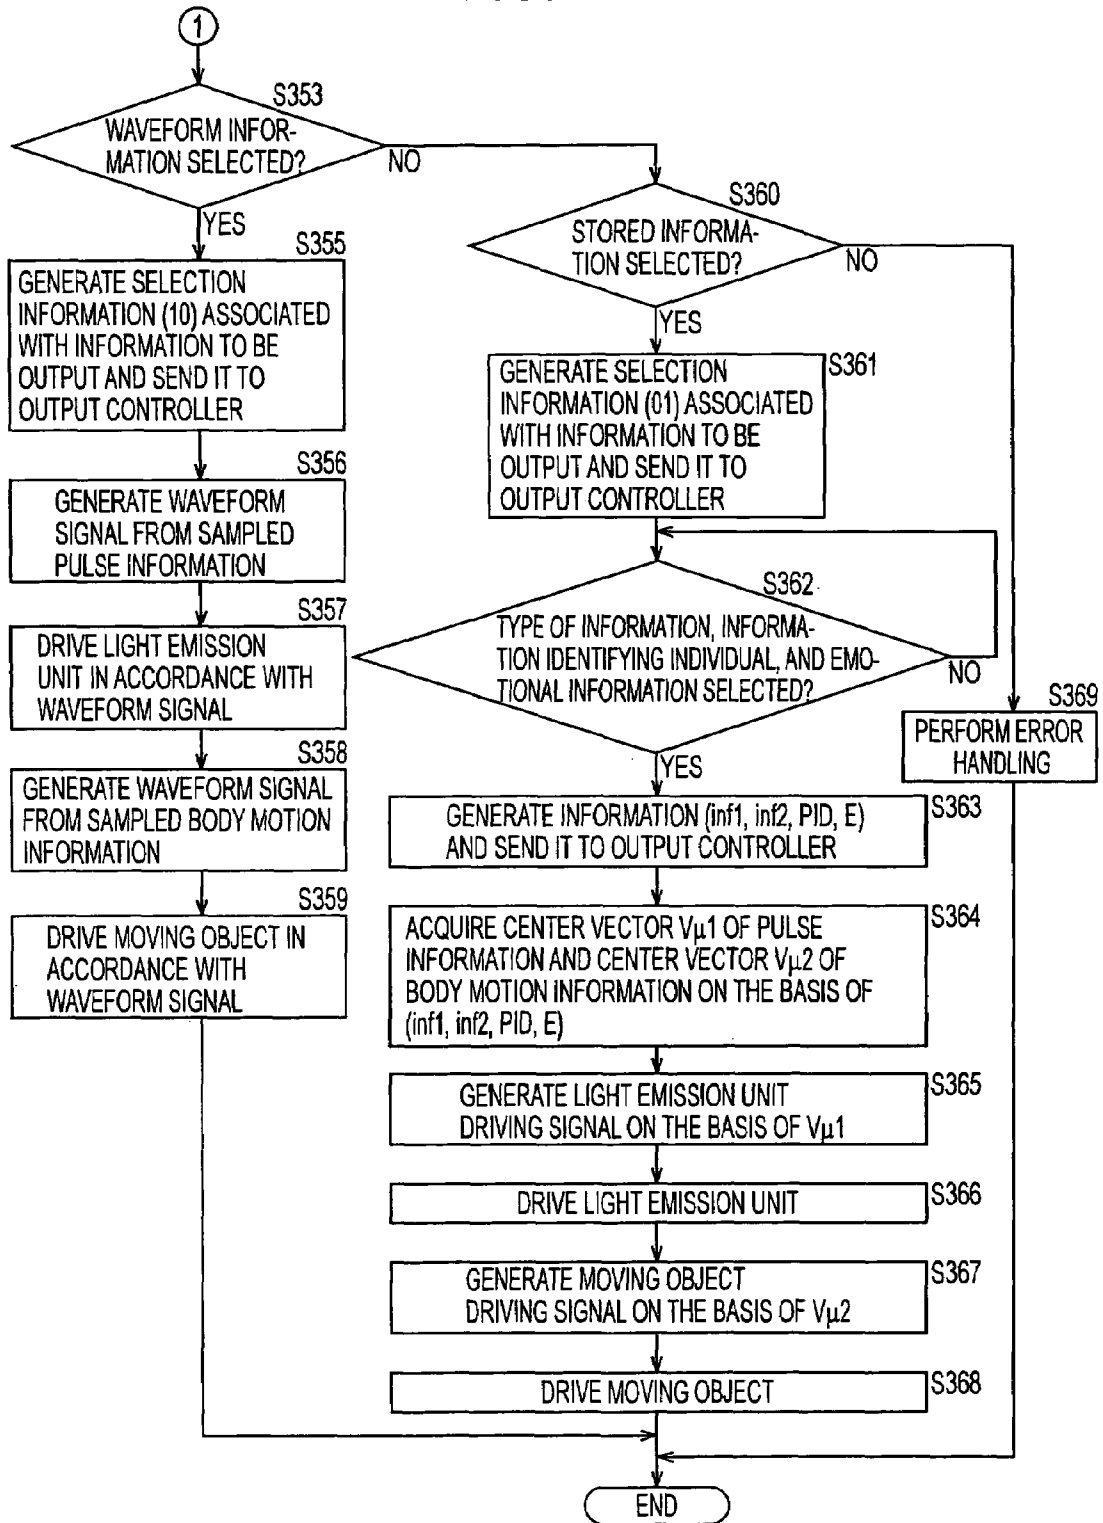 1
S353
WAVEFORM INFOR-
MATION SELECTED?
NO
YES
S355
GENERATE SELECTION
INFORMATION (10) ASSOCIATED
WITH INFORMATION TO BE
OUTPUT AND SEND IT TO
OUTPUT CONTROLLER
S356
GENERATE WAVEFORM
SIGNAL FROM SAMPLED
PULSE INFORMATION
S357
DRIVE LIGHT EMISSION
UNIT IN ACCORDANCE WITH
WAVEFORM SIGNAL
S358
GENERATE WAVEFORM SIGNAL
FROM SAMPLED BODY MOTION
INFORMATION
S359
DRIVE MOVING OBJECT IN
ACCORDANCE WITH
WAVEFORM SIGNAL
S360
STORED INFORMA-
TION SELECTED?
NO
YES
S361
GENERATE SELECTION
INFORMATION (01) ASSOCIATED
WITH INFORMATION TO BE
OUTPUT AND SEND IT TO
OUTPUT CONTROLLER
S362
TYPE OF INFORMATION, INFORMA-
TION IDENTIFYING INDIVIDUAL, AND EMO-
TIONAL INFORMATION SELECTED?
NO
YES
S369
PERFORM ERROR
HANDLING
S363
GENERATE INFORMATION (inf1, inf2, PID, E)
AND SEND IT TO OUTPUT CONTROLLER
S364
ACQUIRE CENTER VECTOR Vμ1 OF PULSE
INFORMATION AND CENTER VECTOR Vμ2 OF
BODY MOTION INFORMATION ON THE BASIS OF
(inf1, inf2, PID, E)
S365
GENERATE LIGHT EMISSION UNIT
DRIVING SIGNAL ON THE BASIS OF Vμ1
S366
DRIVE LIGHT EMISSION UNIT
S367
GENERATE MOVING OBJECT
DRIVING SIGNAL ON THE BASIS OF Vμ2
S368
DRIVE MOVING OBJECT
END